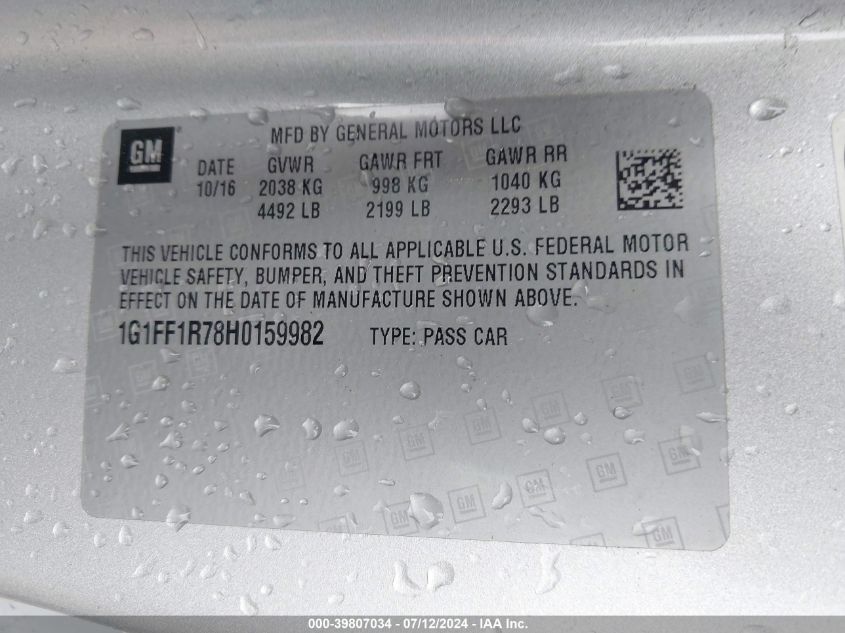 GM
MFD BY GENERAL MOTORS LLC
DATE GVWR GAWR FRT GAWR RR
10/16 2038 KG 998 KG 1040 KG
4492 LB 2199 LB 2293 LB
THIS VEHICLE CONFORMS TO ALL APPLICABLE U.S. FEDERAL MOTOR
VEHICLE SAFETY, BUMPER, AND THEFT PREVENTION STANDARDS IN
EFFECT ON THE DATE OF MANUFACTURE SHOWN ABOVE.
1G1FF1R78H0159982 TYPE: PASS CAR
000-39807034 - 07/12/2024 - IAA Inc.